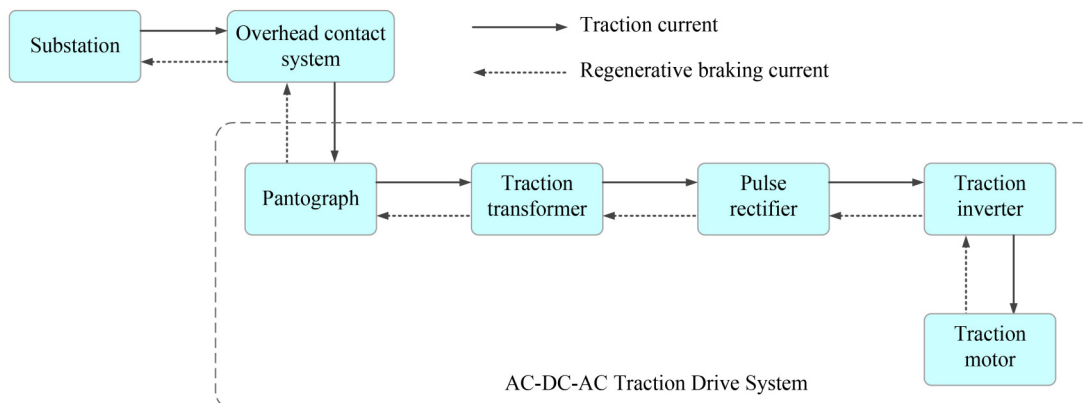 Substation
Overhead contact
system
Traction current
Regenerative braking current
Pantograph
Traction
transformer
Pulse
rectifier
Traction
inverter
Traction
motor
AC-DC-AC Traction Drive System